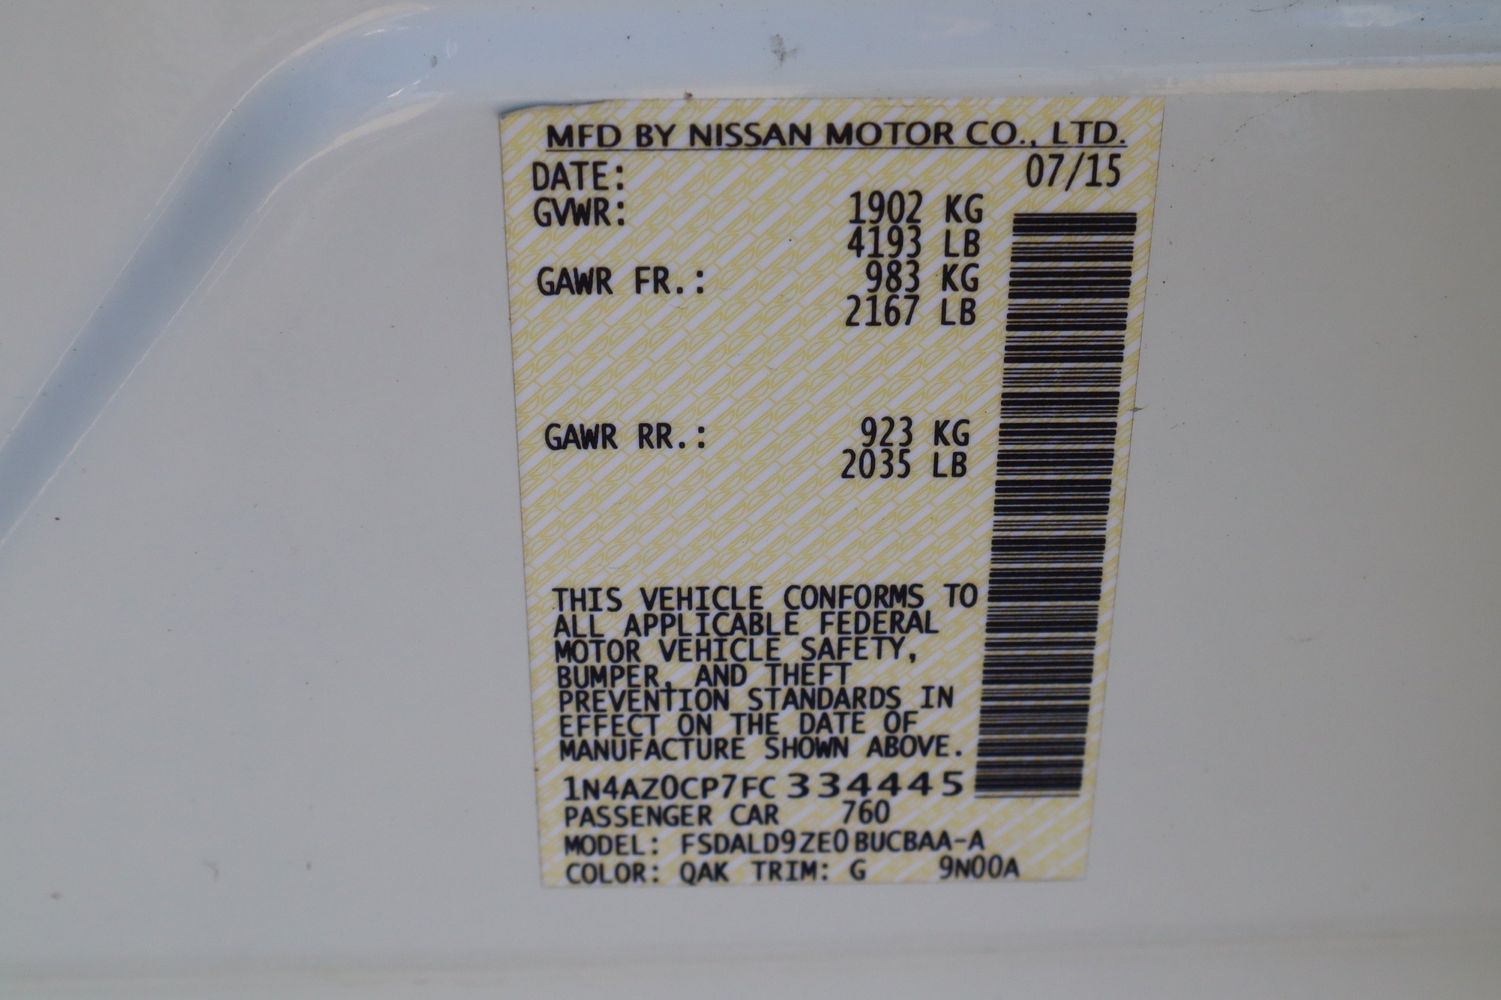 MFD BY NISSAN MOTOR CO., LTD.
DATE: 07/15
GVWR: 1902 KG
4193 LB
GAWR FR.: 983 KG
2167 LB
GAWR RR.: 923 KG
2035 LB
THIS VEHICLE CONFORMS TO
ALL APPLICABLE FEDERAL
MOTOR VEHICLE SAFETY,
BUMPER, AND THEFT
PREVENTION STANDARDS IN
EFFECT ON THE DATE OF
MANUFACTURE SHOWN ABOVE.
1N4AZ0CP7FC334445
PASSENGER CAR 760
MODEL: FSDALD9ZE0BUCBAA-A
COLOR: QAK TRIM: G 9N00A